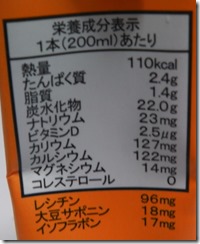 栄養成分表示
1本(200ml)あたり
熱量 110kcal
たんぱく質 2.4g
脂質 1.4g
炭水化物 22.0g
ナトリウム 23mg
ビタミンD 2.5μg
カリウム 127mg
カルシウム 122mg
マグネシウム 14mg
コレステロール 0
レシチン 96mg
大豆サポニン 18mg
イソフラボン 17mg